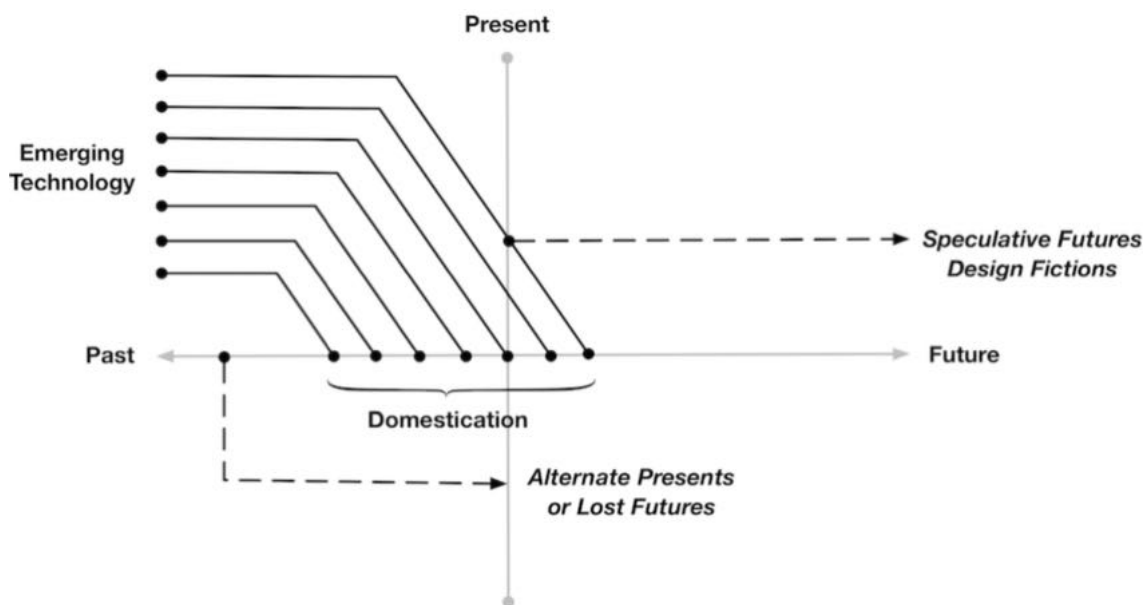 Present
Emerging
Technology
Speculative Futures
Design Fictions
Past
Future
Domestication
Alternate Presents
or Lost Futures